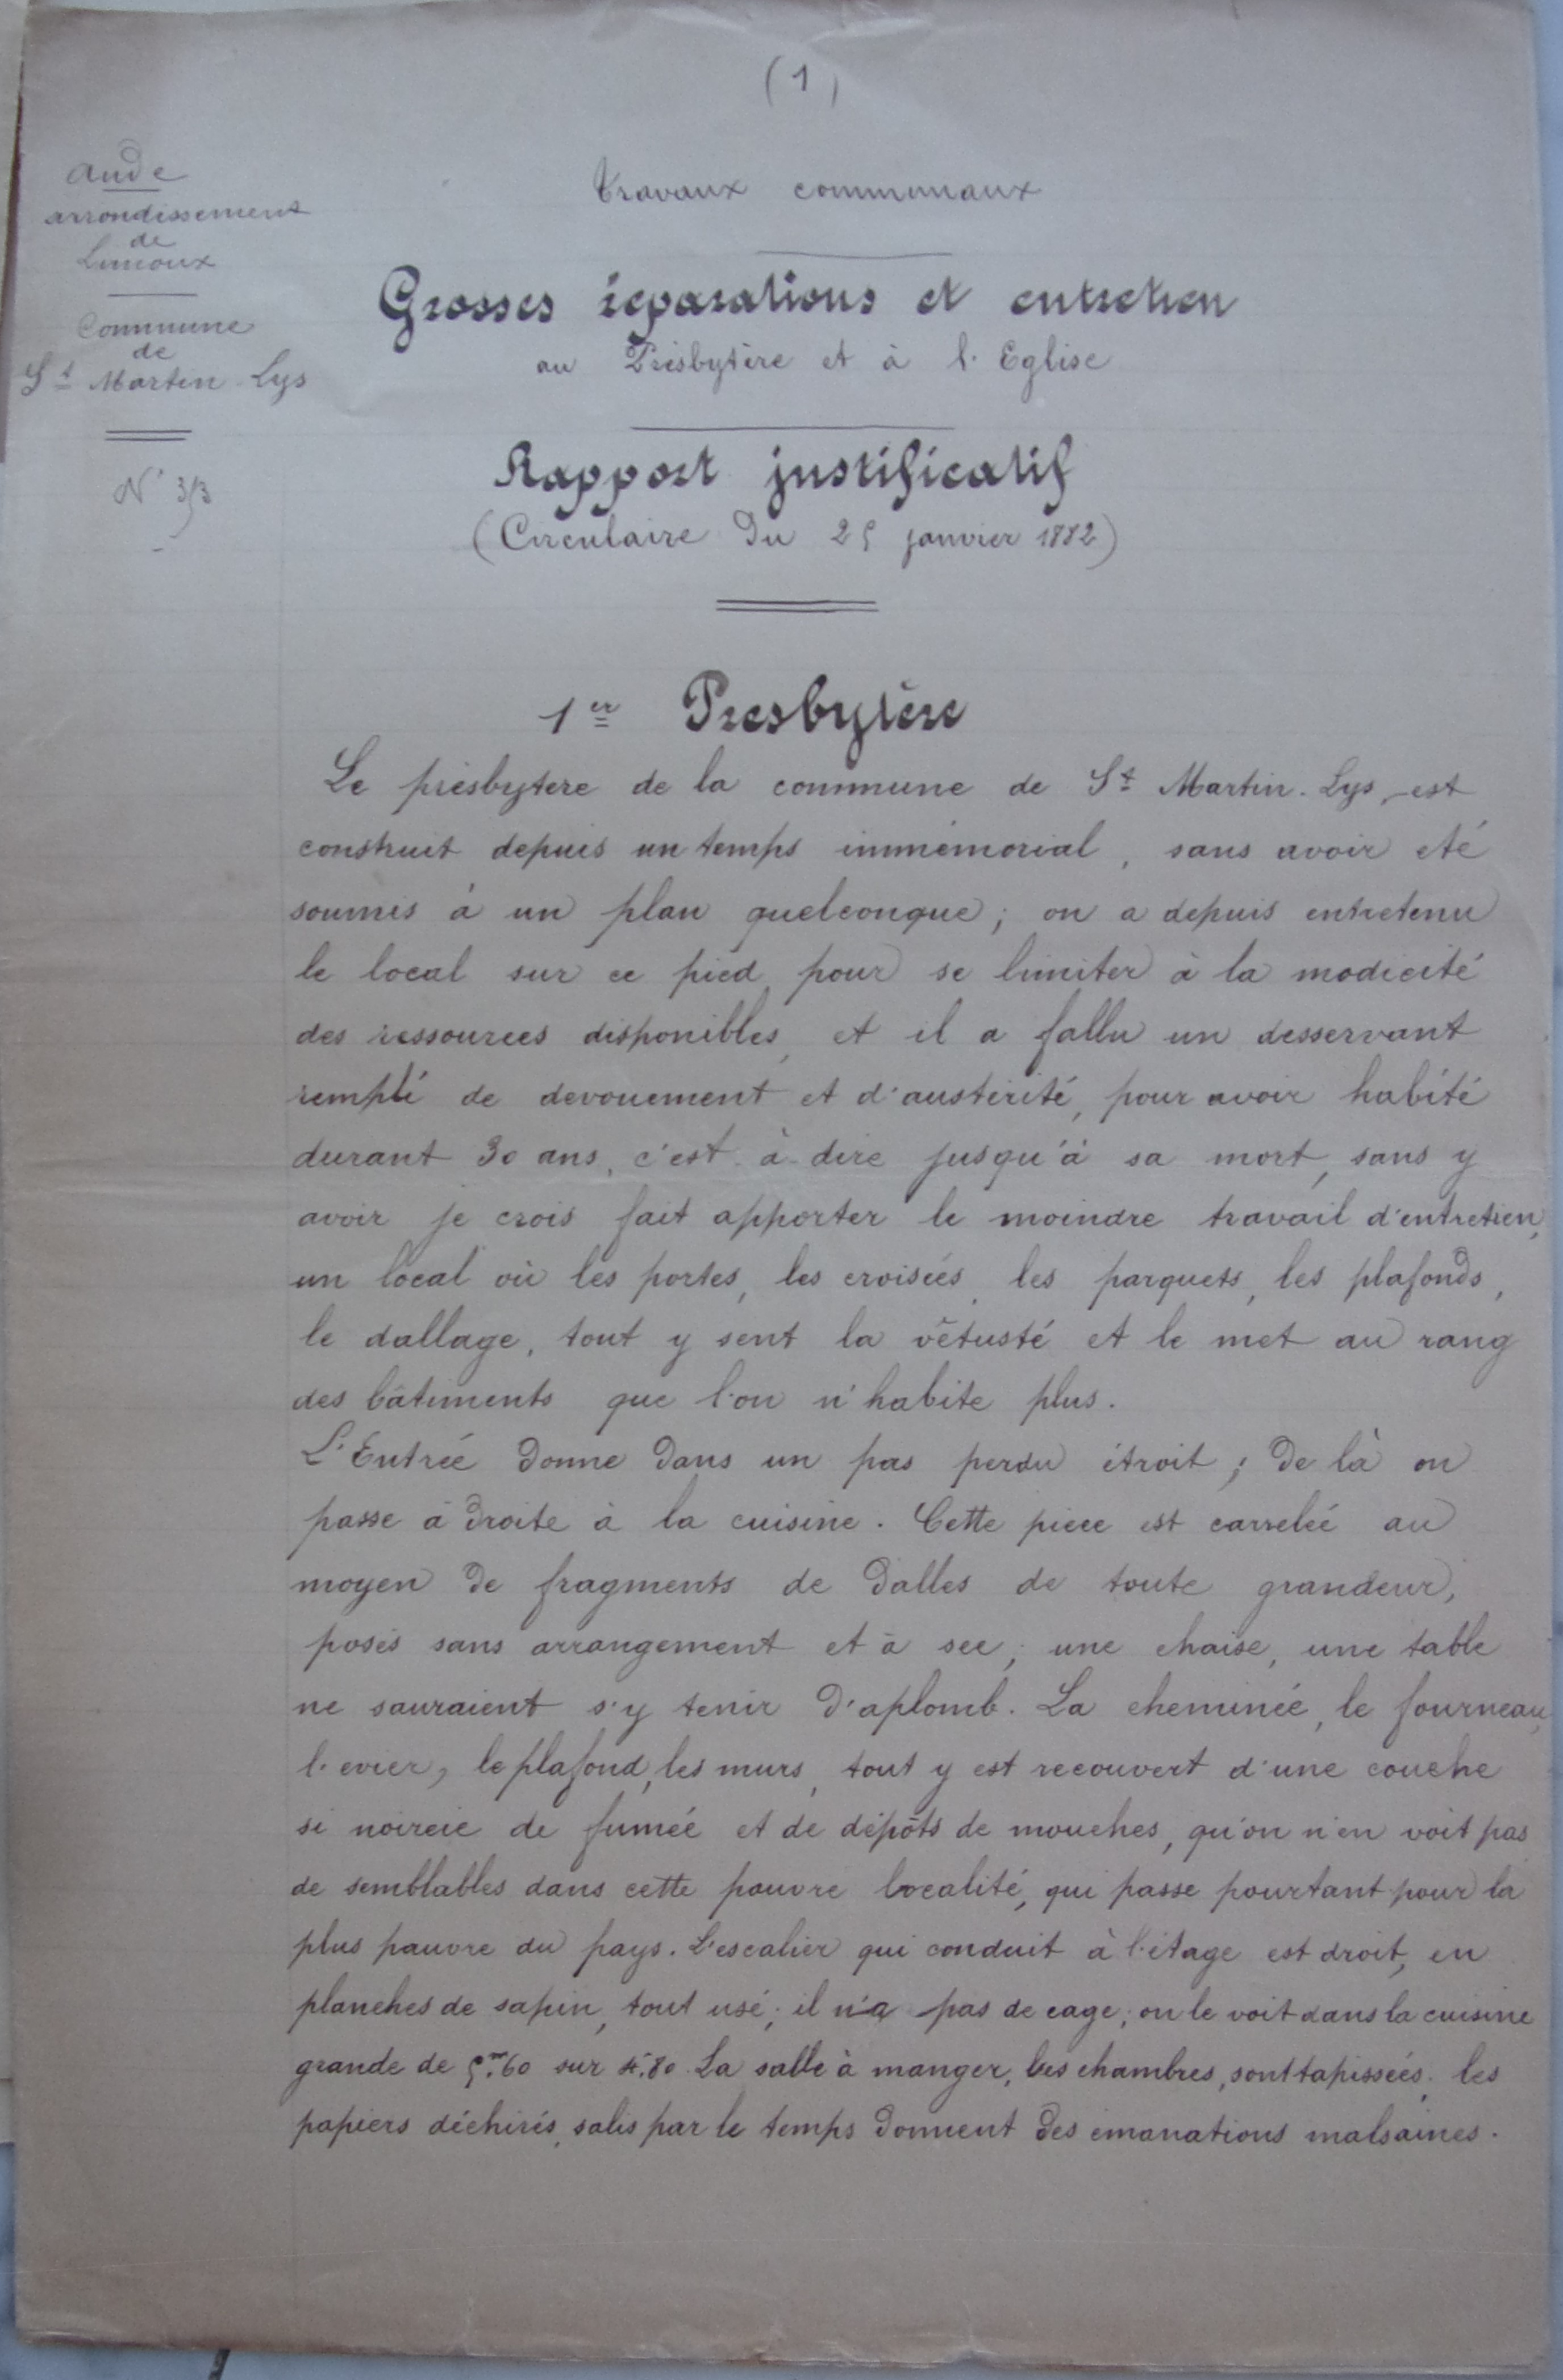 (1)
Aude
arrondissement
de
Limoux
Commune
de
St Martin-Lys
N° 3/3
travaux communaux
Grosses réparations et entretien
au Présbytère et à l'Eglise
Rapport justificatif
(Circulaire du 25 janvier 1882)
1er Presbytère
Le présbytere de la commune de St Martin-Lys, est
construit depuis un temps immémorial, sans avoir eté
soumis à un plan quelconque; on a depuis entretenu
le local sur ce pied, pour se limiter à la modicité
des ressources disponibles, et il a fallu un desservant
rempli de devouement et d'austérité, pour avoir habité
durant 30 ans, c'est-à-dire jusqu'à sa mort, sans y
avoir je crois fait apporter le moindre travail d'entretien,
un local où les portes, les croisées, les parquets, les plafonds,
le dallage, tout y sent la vétusté et le met au rang
des bâtiments que l'on n'habite plus.
L'Entrée donne dans un pas perdu étroit; de là on
passe à droite à la cuisine. Cette piece est carrelée au
moyen de fragments de dalles de toute grandeur,
posés sans arrangement et à sec; une chaise, une table
ne sauraient s'y tenir d'aplomb. La cheminée, le fourneau,
l'evier, le plafond, les murs, tout y est recouvert d'une couche
si noircie de fumée et de dépôts de mouches, qu'on n'en voit pas
de semblables dans cette pauvre localité, qui passe pourtant pour la
plus pauvre du pays. L'escalier qui conduit à l'étage est droit, en
planches de sapin, tout usé; il n'a pas de cage; on le voit dans la cuisine
grande de 5m.60 sur 4.80. La salle à manger, les chambres, sont tapissées; les
papiers déchirés, salis par le temps donnent des émanations malsaines.